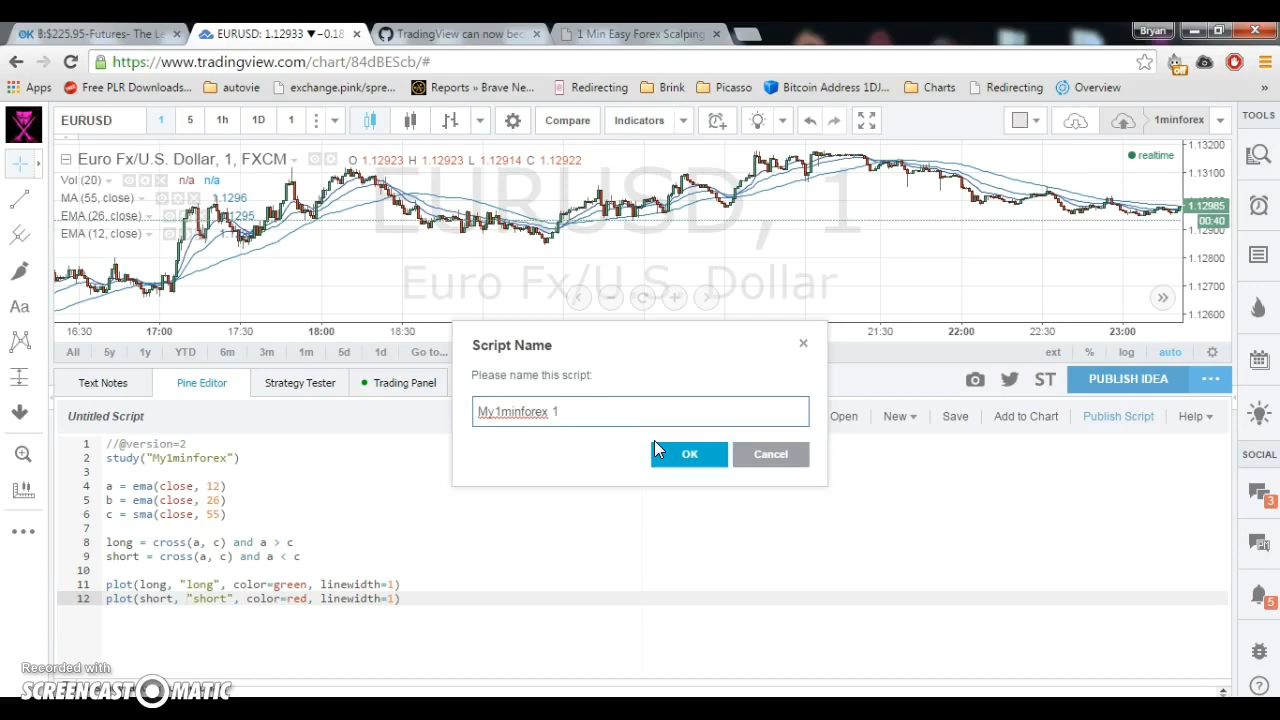 ฿:$225.95-Futures- The Le
EURUSD: 1.12933 ▼−0.18
TradingView can now bec
1 Min Easy Forex Scalping
Bryan
https://www.tradingview.com/chart/84dBEScb/#
Off
Apps
Free PLR Downloads...
autovie
exchange.pink/spre...
Reports » Brave Ne...
Redirecting
Brink
Picasso
Bitcoin Address 1DJ...
Charts
Redirecting
Overview
»
EURUSD
1
5
1h
1D
1
Compare
Indicators
1minforex
TOOLS
Euro Fx/U.S. Dollar, 1, FXCM
O 1.12923 H 1.12923 L 1.12914 C 1.12922
realtime
Vol (20)
n/a n/a
MA (55, close)
1.1296
EMA (26, close)
1.1295
EMA (12, close)
EURUSD, 1
Euro Fx/U.S. Dollar
1.13200
1.13100
1.12985
00:40
1.12900
1.12800
1.12700
1.12600
16:30
17:00
17:30
18:00
18:30
21:30
22:00
22:30
23:00
All
5y
1y
YTD
6m
3m
1m
5d
1d
Go to...
ext
%
log
auto
Script Name
Please name this script:
My1minforex 1
OK
Cancel
Text Notes
Pine Editor
Strategy Tester
Trading Panel
ST
PUBLISH IDEA
Untitled Script
Open
New
Save
Add to Chart
Publish Script
Help
1 //@version=2
2 study("My1minforex")
3
4 a = ema(close, 12)
5 b = ema(close, 26)
6 c = sma(close, 55)
7
8 long = cross(a, c) and a > c
9 short = cross(a, c) and a < c
10
11 plot(long, "long", color=green, linewidth=1)
12 plot(short, "short", color=red, linewidth=1)
Aa
SOCIAL
3
5
Recorded with
SCREENCAST-O-MATIC